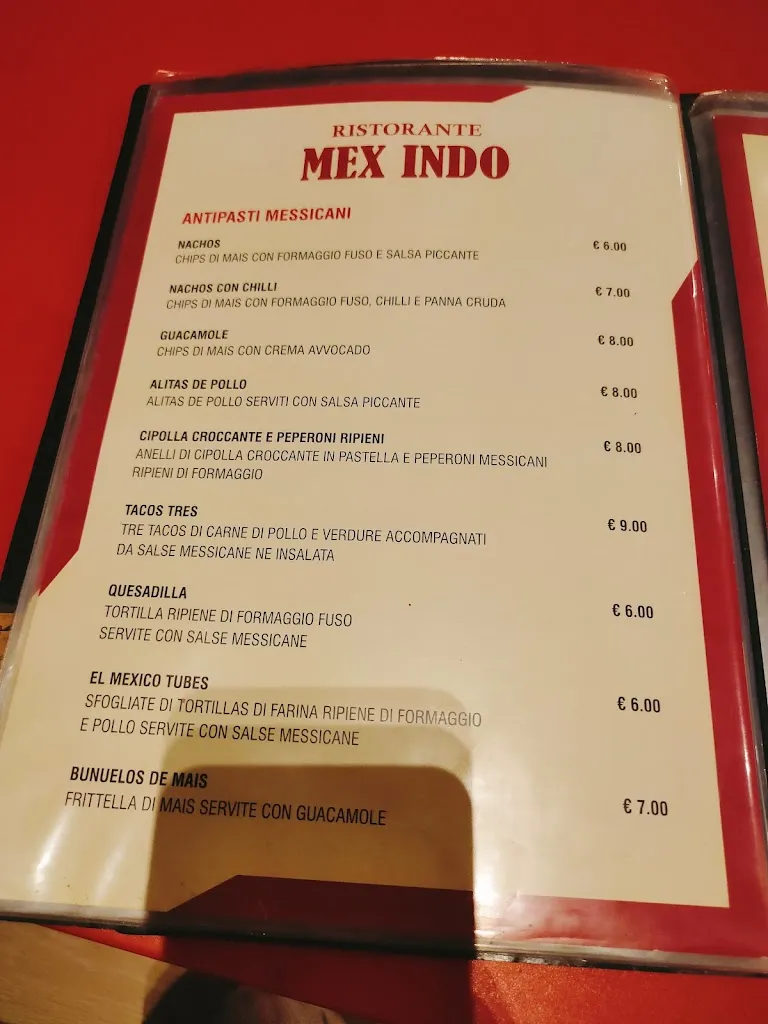 RISTORANTE
MEX INDO
ANTIPASTI MESSICANI
NACHOS € 6.00
CHIPS DI MAIS CON FORMAGGIO FUSO E SALSA PICCANTE
NACHOS CON CHILLI € 7.00
CHIPS DI MAIS CON FORMAGGIO FUSO, CHILLI E PANNA CRUDA
GUACAMOLE € 8.00
CHIPS DI MAIS CON CREMA AVVOCADO
ALITAS DE POLLO € 8.00
ALITAS DE POLLO SERVITI CON SALSA PICCANTE
CIPOLLA CROCCANTE E PEPERONI RIPIENI € 8.00
ANELLI DI CIPOLLA CROCCANTE IN PASTELLA E PEPERONI MESSICANI
RIPIENI DI FORMAGGIO
TACOS TRES € 9.00
TRE TACOS DI CARNE DI POLLO E VERDURE ACCOMPAGNATI
DA SALSE MESSICANE NE INSALATA
QUESADILLA € 6.00
TORTILLA RIPIENE DI FORMAGGIO FUSO
SERVITE CON SALSE MESSICANE
EL MEXICO TUBES € 6.00
SFOGLIATE DI TORTILLAS DI FARINA RIPIENE DI FORMAGGIO
E POLLO SERVITE CON SALSE MESSICANE
BUNUELOS DE MAIS € 7.00
FRITTELLA DI MAIS SERVITE CON GUACAMOLE